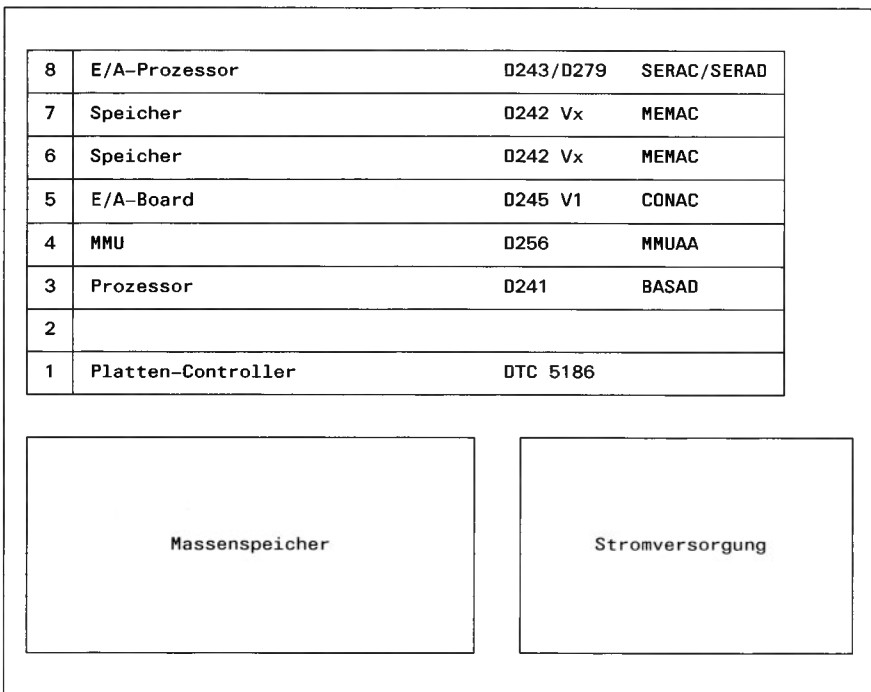 8 E/A-Prozessor D243/D279 SERAC/SERAD
7 Speicher D242 Vx MEMAC
6 Speicher D242 Vx MEMAC
5 E/A-Board D245 V1 CONAC
4 MMU D256 MMUAA
3 Prozessor D241 BASAD
2
1 Platten-Controller DTC 5186
Massenspeicher Stromversorgung